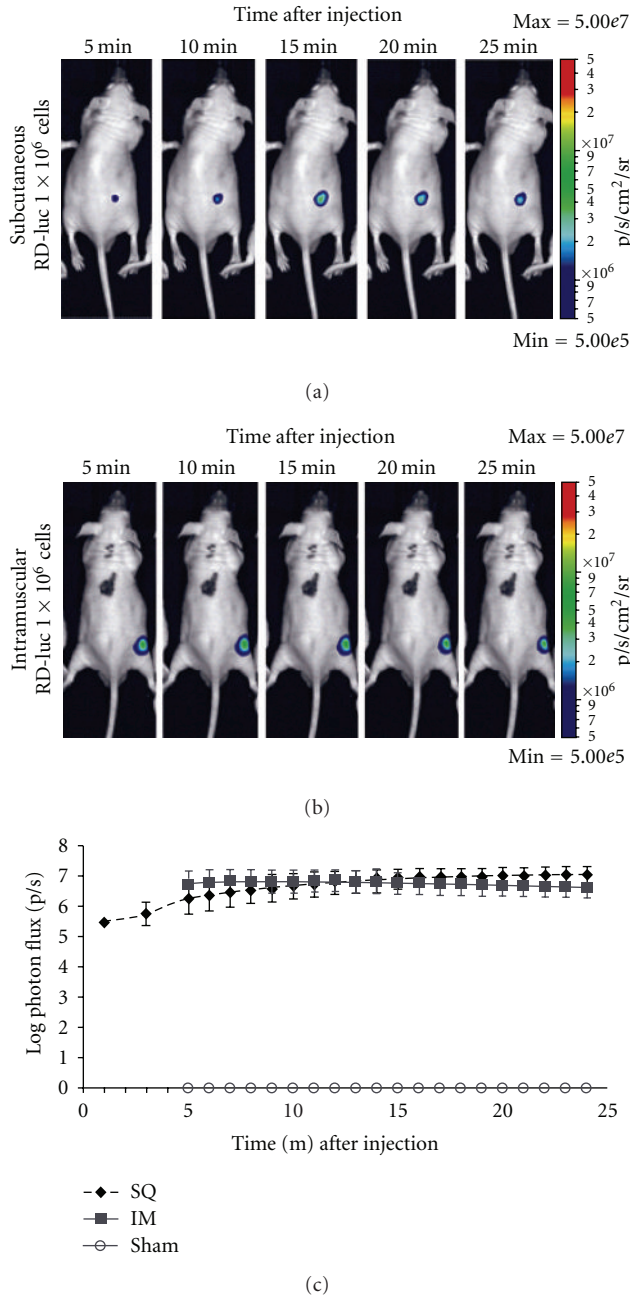 Time after injection
Max = 5.00e7
5 min 10 min 15 min 20 min 25 min
Subcutaneous
RD-luc 1 × 10⁶ cells
5
4
3
2
×10⁷
9
7
5
4
3
2
×10⁶
9
7
5
p/s/cm²/sr
Min = 5.00e5
(a)
Time after injection
Max = 5.00e7
5 min 10 min 15 min 20 min 25 min
Intramuscular
RD-luc 1 × 10⁶ cells
5
4
3
2
×10⁷
9
7
5
4
3
2
×10⁶
9
7
5
p/s/cm²/sr
Min = 5.00e5
(b)
8
7
6
5
4
3
2
1
0
Log photon flux (p/s)
0 5 10 15 20 25
Time (m) after injection
SQ
IM
Sham
(c)